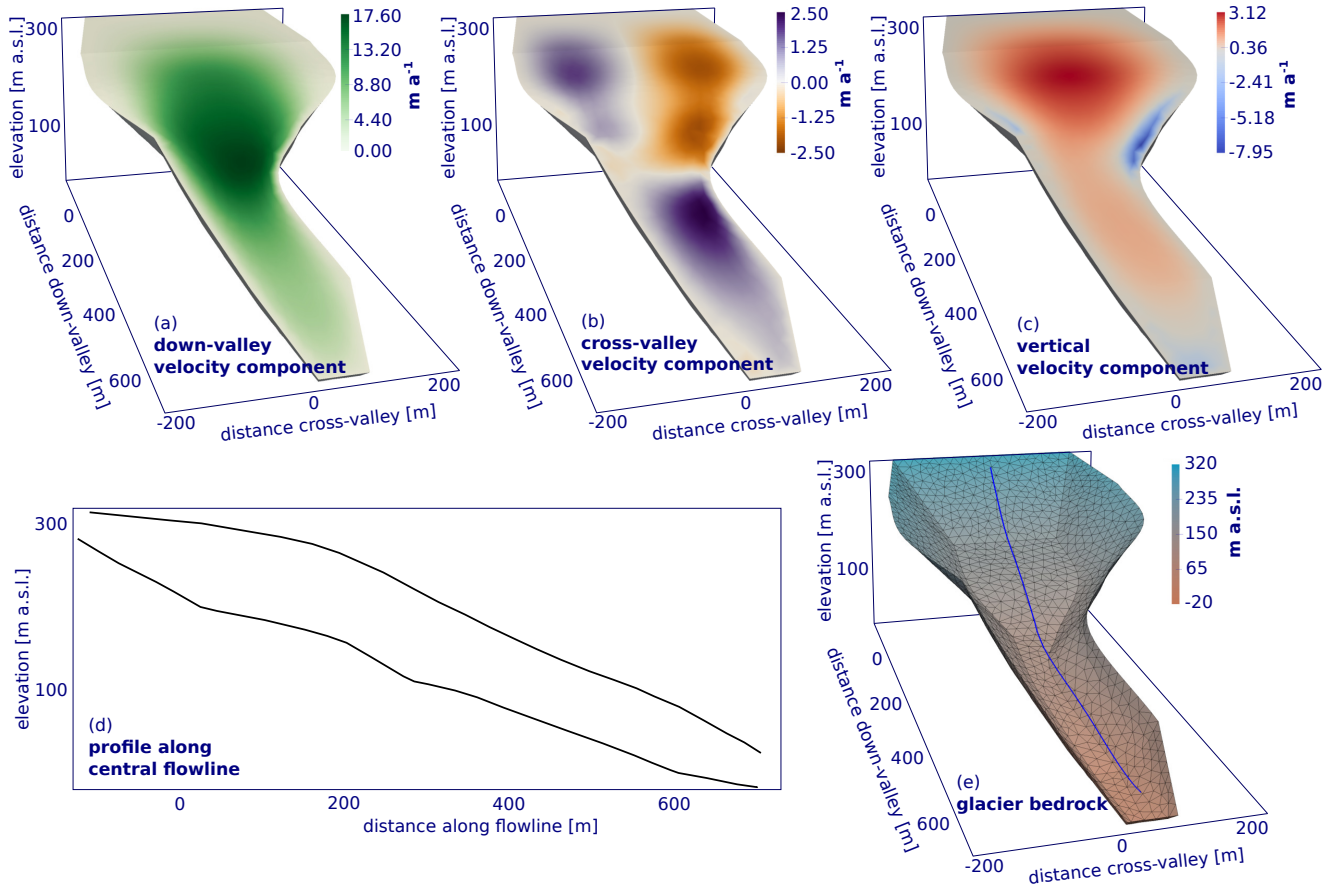 300
100
elevation [m a.s.l.]
17.60
13.20
8.80
4.40
0.00
m a⁻¹
0
200
400
600
distance down-valley [m]
(a)
down-valley
velocity component
-200
0
200
distance cross-valley [m]
300
100
elevation [m a.s.l.]
2.50
1.25
0.00
-1.25
-2.50
m a⁻¹
0
200
400
600
distance down-valley [m]
(b)
cross-valley
velocity component
-200
0
200
distance cross-valley [m]
300
100
elevation [m a.s.l.]
3.12
0.36
-2.41
-5.18
-7.95
m a⁻¹
0
200
400
600
distance down-valley [m]
(c)
vertical
velocity component
-200
0
200
distance cross-valley [m]
300
100
elevation [m a.s.l.]
(d)
profile along
central flowline
0
200
400
600
distance along flowline [m]
300
100
elevation [m a.s.l.]
320
235
150
65
-20
m a.s.l.
0
200
400
600
distance down-valley [m]
(e)
glacier bedrock
-200
0
200
distance cross-valley [m]